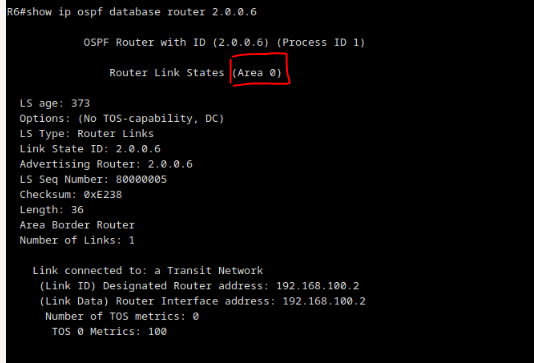 R6#show ip ospf database router 2.0.0.6
OSPF Router with ID (2.0.0.6) (Process ID 1)
Router Link States (Area 0)
LS age: 373
Options: (No TOS-capability, DC)
LS Type: Router Links
Link State ID: 2.0.0.6
Advertising Router: 2.0.0.6
LS Seq Number: 80000005
Checksum: 0xE238
Length: 36
Area Border Router
Number of Links: 1
Link connected to: a Transit Network
(Link ID) Designated Router address: 192.168.100.2
(Link Data) Router Interface address: 192.168.100.2
Number of TOS metrics: 0
TOS 0 Metrics: 100